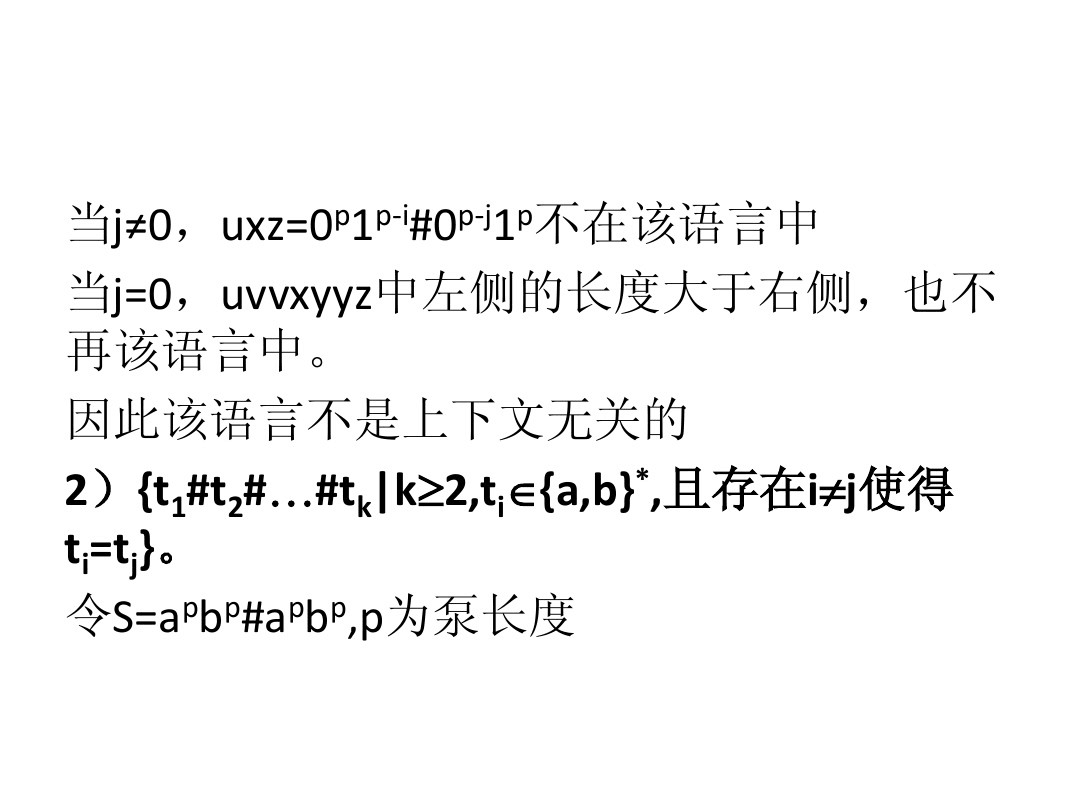 当j≠0，uxz=0ᵖ1ᵖ⁻ⁱ#0ᵖ⁻ʲ1ᵖ不在该语言中
当j=0，uvvxyyz中左侧的长度大于右侧，也不
再该语言中。
因此该语言不是上下文无关的
2）{t₁#t₂#…#tₖ|k≥2,tᵢ∈{a,b}*,且存在i≠j使得
tᵢ=tⱼ}。
令S=aᵖbᵖ#aᵖbᵖ,p为泵长度